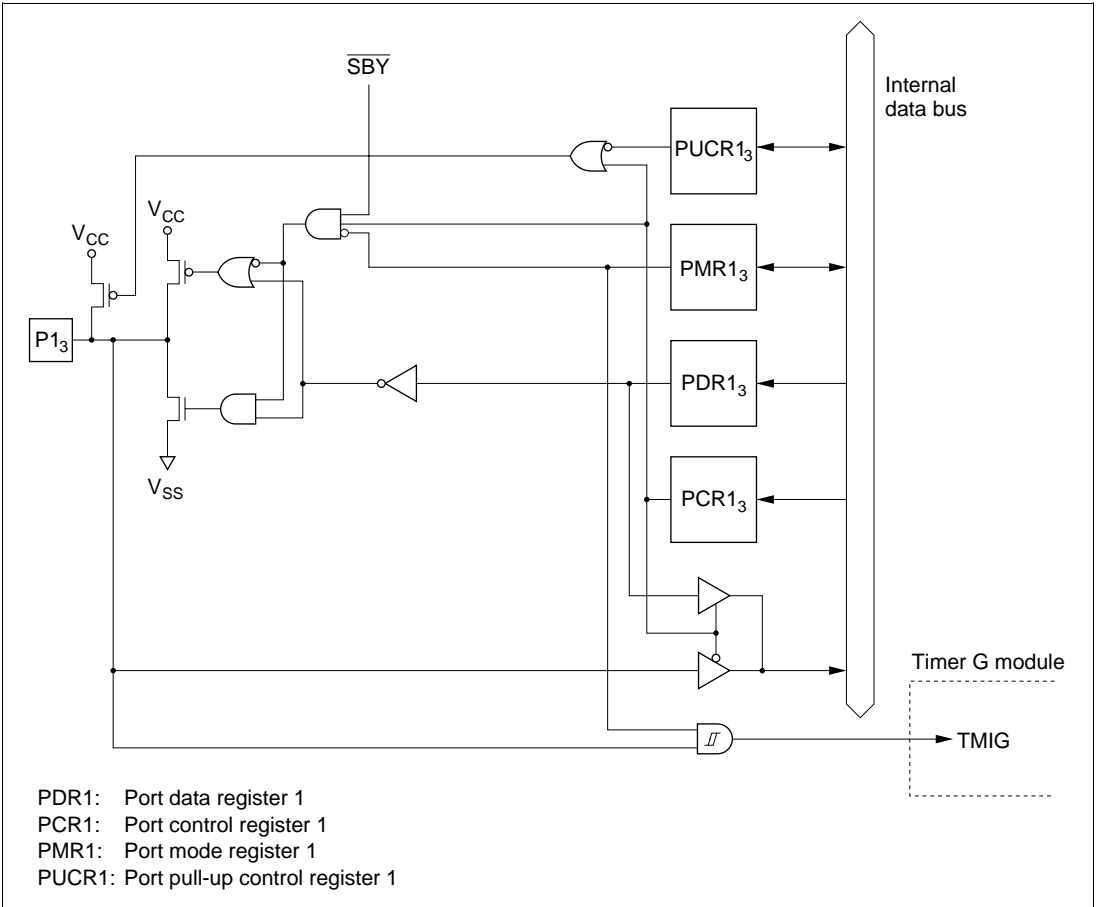 SBY
Internal
data bus
PUCR1₃
V_CC
V_CC
PMR1₃
P1₃
PDR1₃
V_SS
PCR1₃
Timer G module
TMIG
PDR1: Port data register 1
PCR1: Port control register 1
PMR1: Port mode register 1
PUCR1: Port pull-up control register 1